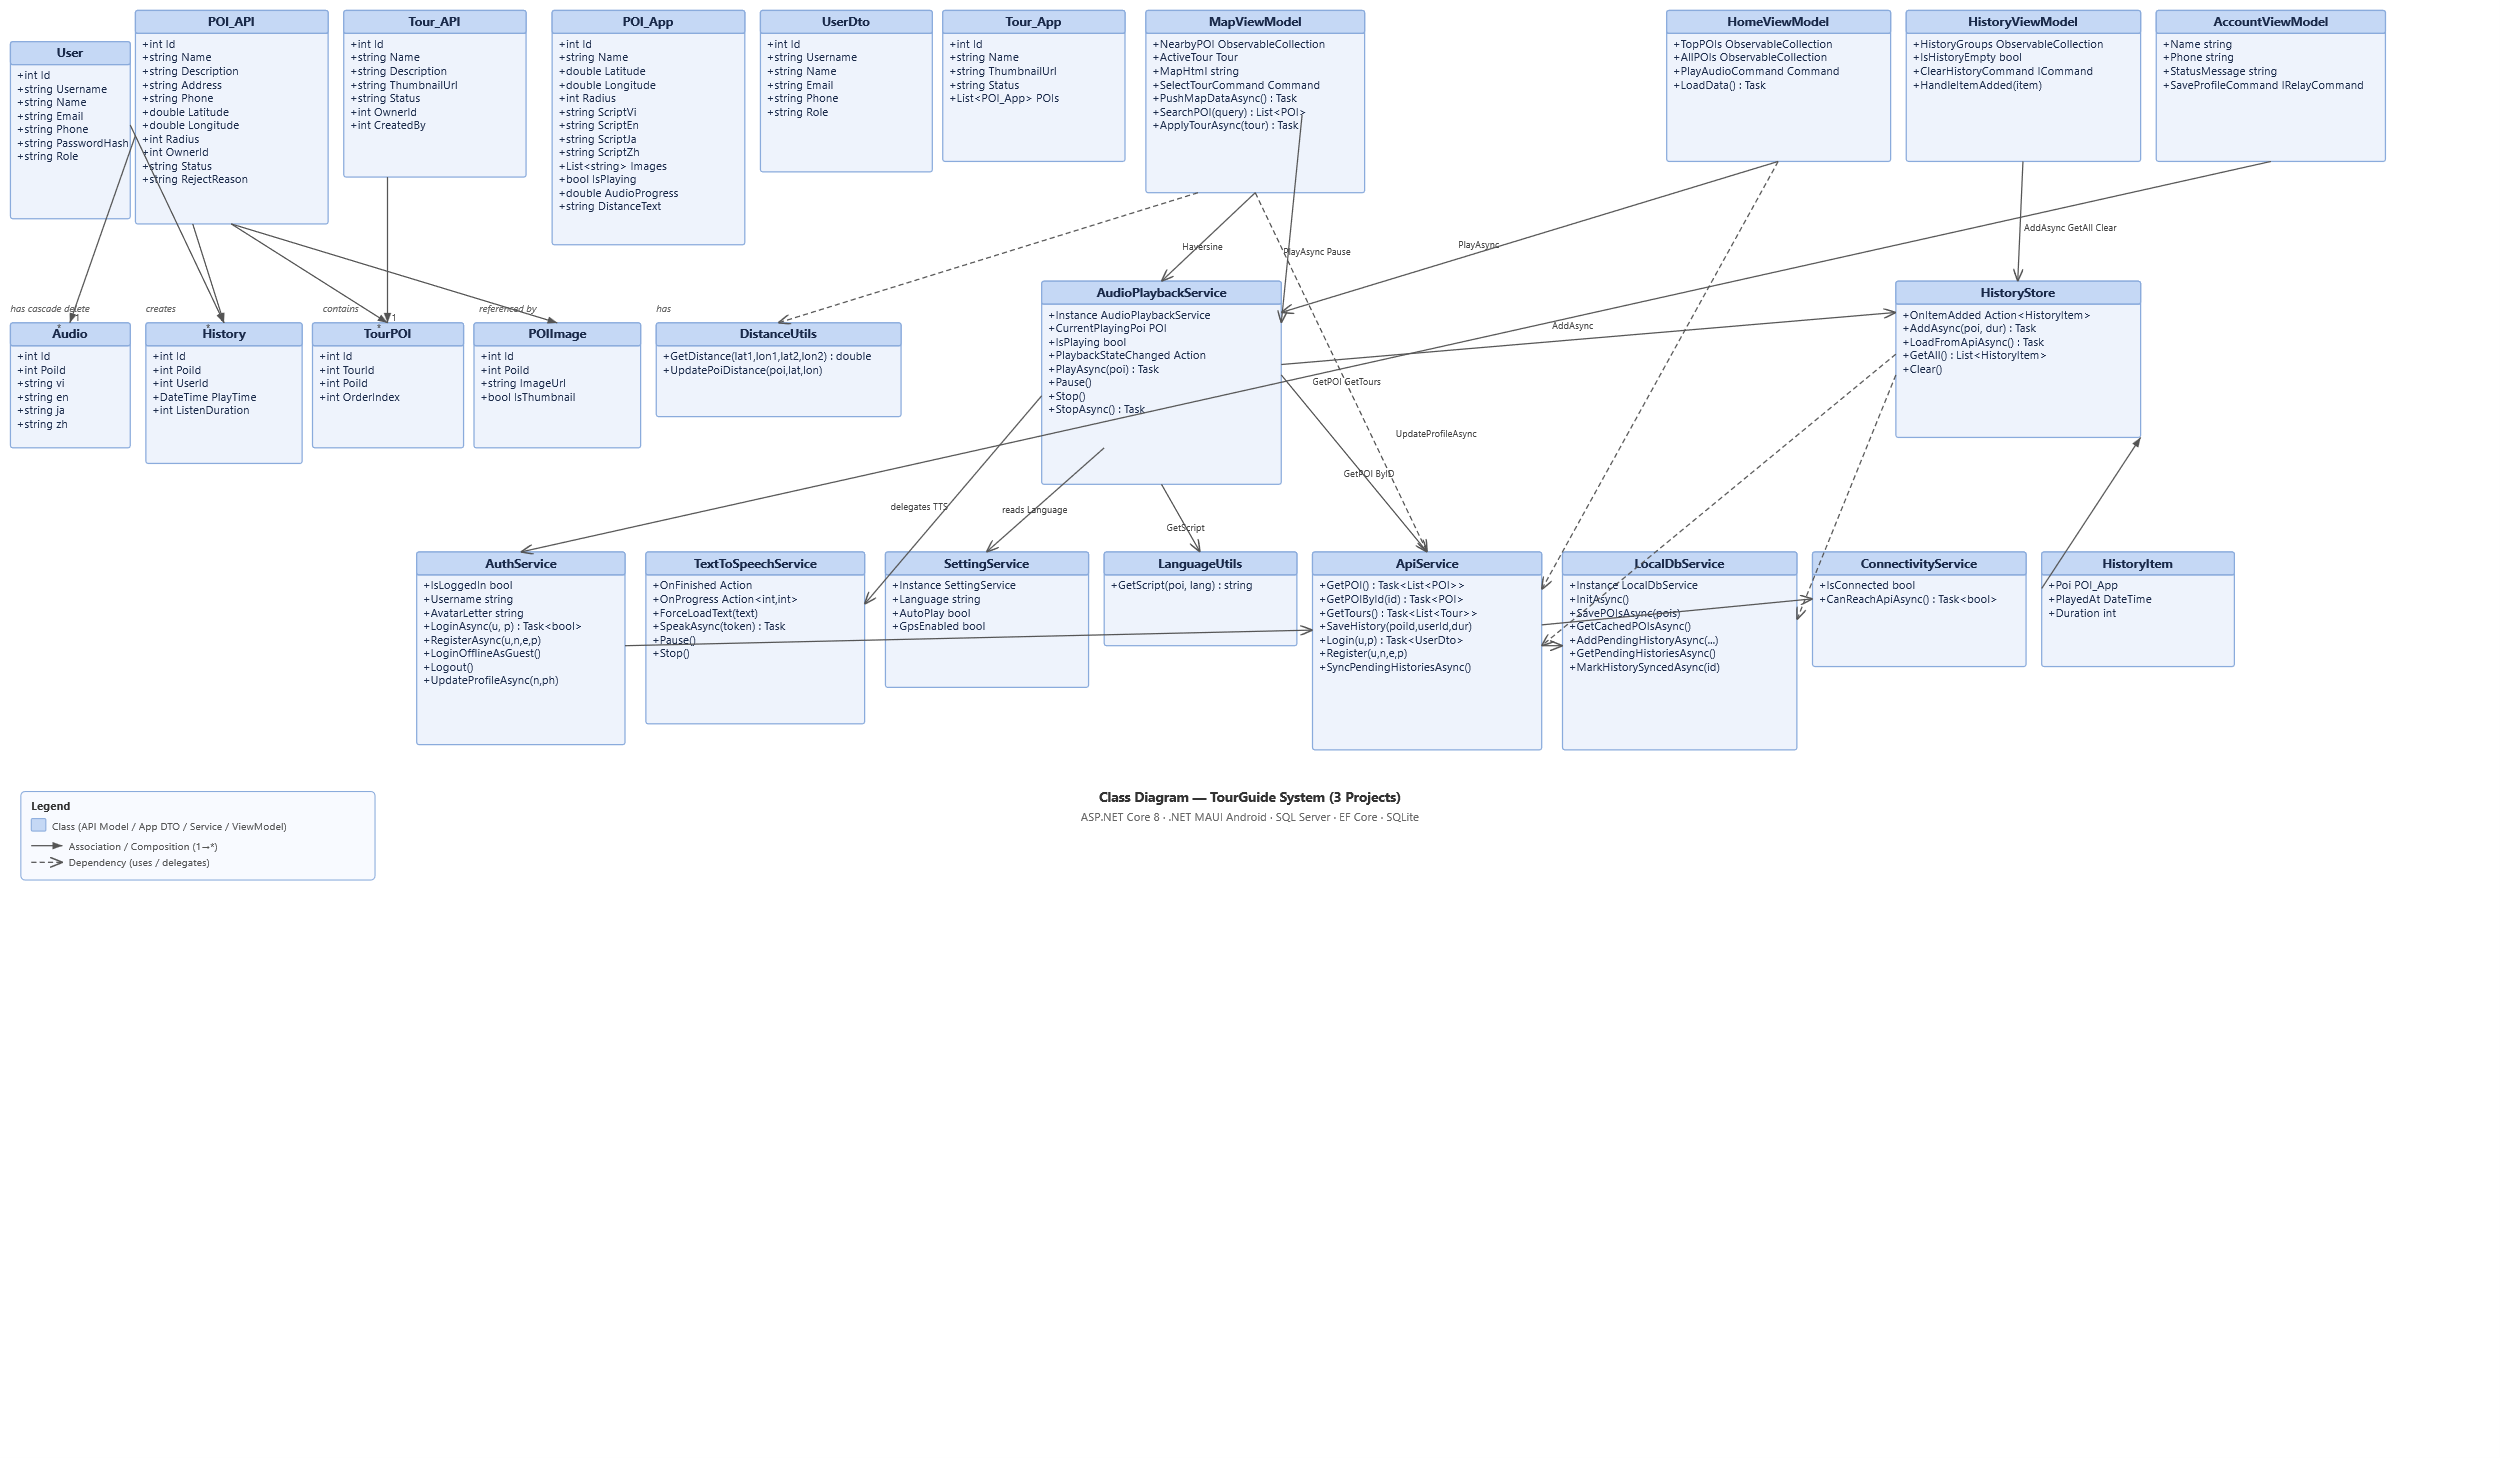 User
+int Id
+string Username
+string Name
+string Email
+string Phone
+string PasswordHash
+string Role
POI_API
+int Id
+string Name
+string Description
+string Address
+string Phone
+double Latitude
+double Longitude
+int Radius
+int OwnerId
+string Status
+string RejectReason
Tour_API
+int Id
+string Name
+string Description
+string ThumbnailUrl
+string Status
+int OwnerId
+int CreatedBy
POI_App
+int Id
+string Name
+double Latitude
+double Longitude
+int Radius
+string ScriptVi
+string ScriptEn
+string ScriptJa
+string ScriptZh
+List<string> Images
+bool IsPlaying
+double AudioProgress
+string DistanceText
UserDto
+int Id
+string Username
+string Name
+string Email
+string Phone
+string Role
Tour_App
+int Id
+string Name
+string ThumbnailUrl
+string Status
+List<POI_App> POIs
MapViewModel
+NearbyPOI ObservableCollection
+ActiveTour Tour
+MapHtml string
+SelectTourCommand Command
+PushMapDataAsync() : Task
+SearchPOI(query) : List<POI>
+ApplyTourAsync(tour) : Task
HomeViewModel
+TopPOIs ObservableCollection
+AllPOIs ObservableCollection
+PlayAudioCommand Command
+LoadData() : Task
HistoryViewModel
+HistoryGroups ObservableCollection
+IsHistoryEmpty bool
+ClearHistoryCommand ICommand
+HandleItemAdded(item)
AccountViewModel
+Name string
+Phone string
+StatusMessage string
+SaveProfileCommand IRelayCommand
Haversine
PlayAsync Pause
PlayAsync
AddAsync GetAll Clear
has cascade delete
1
*
creates
*
contains
1
*
referenced by
has
Audio
+int Id
+int PoiId
+string vi
+string en
+string ja
+string zh
History
+int Id
+int PoiId
+int UserId
+DateTime PlayTime
+int ListenDuration
TourPOI
+int Id
+int TourId
+int PoiId
+int OrderIndex
POIImage
+int Id
+int PoiId
+string ImageUrl
+bool IsThumbnail
DistanceUtils
+GetDistance(lat1,lon1,lat2,lon2) : double
+UpdatePoiDistance(poi,lat,lon)
AudioPlaybackService
+Instance AudioPlaybackService
+CurrentPlayingPoi POI
+IsPlaying bool
+PlaybackStateChanged Action
+PlayAsync(poi) : Task
+Pause()
+Stop()
+StopAsync() : Task
HistoryStore
+OnItemAdded Action<HistoryItem>
+AddAsync(poi, dur) : Task
+LoadFromApiAsync() : Task
+GetAll() : List<HistoryItem>
+Clear()
AddAsync
GetPOI GetTours
UpdateProfileAsync
GetPOI ByID
delegates TTS
reads Language
GetScript
AuthService
+IsLoggedIn bool
+Username string
+AvatarLetter string
+LoginAsync(u, p) : Task<bool>
+RegisterAsync(u,n,e,p)
+LoginOfflineAsGuest()
+Logout()
+UpdateProfileAsync(n,ph)
TextToSpeechService
+OnFinished Action
+OnProgress Action<int,int>
+ForceLoadText(text)
+SpeakAsync(token) : Task
+Pause()
+Stop()
SettingService
+Instance SettingService
+Language string
+AutoPlay bool
+GpsEnabled bool
LanguageUtils
+GetScript(poi, lang) : string
ApiService
+GetPOI() : Task<List<POI>>
+GetPOIById(id) : Task<POI>
+GetTours() : Task<List<Tour>>
+SaveHistory(poiId,userId,dur)
+Login(u,p) : Task<UserDto>
+Register(u,n,e,p)
+SyncPendingHistoriesAsync()
LocalDbService
+Instance LocalDbService
+InitAsync()
+SavePOIsAsync(pois)
+GetCachedPOIsAsync()
+AddPendingHistoryAsync(...)
+GetPendingHistoriesAsync()
+MarkHistorySyncedAsync(id)
ConnectivityService
+IsConnected bool
+CanReachApiAsync() : Task<bool>
HistoryItem
+Poi POI_App
+PlayedAt DateTime
+Duration int
Class Diagram — TourGuide System (3 Projects)
ASP.NET Core 8 · .NET MAUI Android · SQL Server · EF Core · SQLite
Legend
Class (API Model / App DTO / Service / ViewModel)
Association / Composition (1→*)
Dependency (uses / delegates)